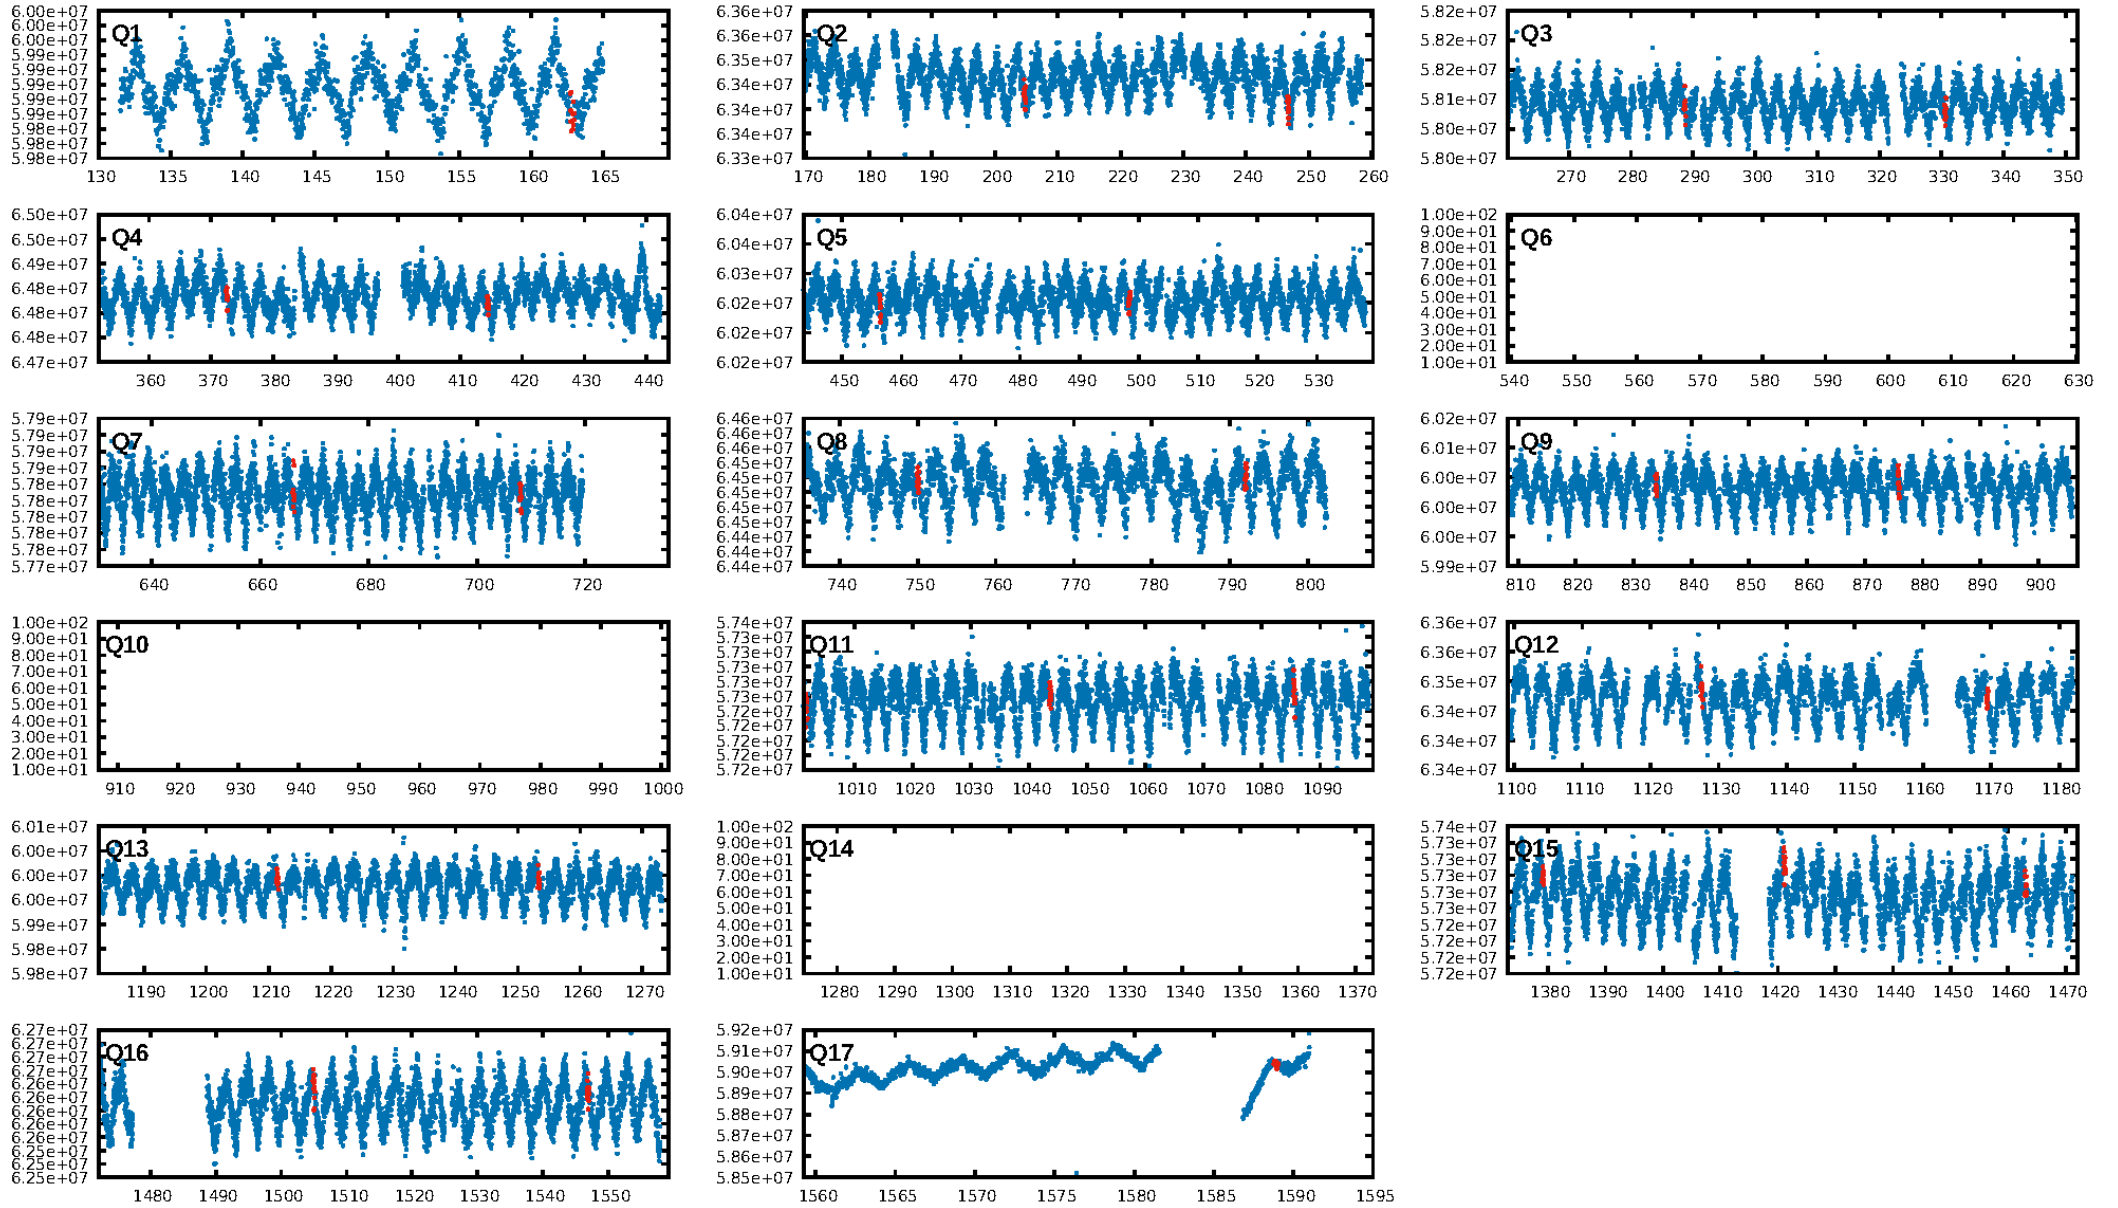 6.00e+07
6.00e+07
6.00e+07
5.99e+07
5.99e+07
5.99e+07
5.99e+07
5.99e+07
5.98e+07
5.98e+07
5.98e+07
Q1
130 135 140 145 150 155 160 165
6.36e+07
6.36e+07
6.35e+07
6.34e+07
6.34e+07
6.34e+07
6.33e+07
Q2
170 180 190 200 210 220 230 240 250 260
5.82e+07
5.82e+07
5.82e+07
5.81e+07
5.80e+07
5.80e+07
Q3
270 280 290 300 310 320 330 340 350
6.50e+07
6.50e+07
6.49e+07
6.48e+07
6.48e+07
6.48e+07
6.47e+07
Q4
360 370 380 390 400 410 420 430 440
6.04e+07
6.04e+07
6.03e+07
6.02e+07
6.02e+07
6.02e+07
Q5
450 460 470 480 490 500 510 520 530
1.00e+02
9.00e+01
8.00e+01
7.00e+01
6.00e+01
5.00e+01
4.00e+01
3.00e+01
2.00e+01
1.00e+01
Q6
540 550 560 570 580 590 600 610 620 630
5.79e+07
5.79e+07
5.79e+07
5.79e+07
5.78e+07
5.78e+07
5.78e+07
5.78e+07
5.78e+07
5.77e+07
Q7
640 660 680 700 720
6.46e+07
6.46e+07
6.46e+07
6.45e+07
6.45e+07
6.45e+07
6.45e+07
6.45e+07
6.45e+07
6.44e+07
6.44e+07
Q8
740 750 760 770 780 790 800
6.02e+07
6.01e+07
6.00e+07
6.00e+07
6.00e+07
5.99e+07
Q9
810 820 830 840 850 860 870 880 890 900
1.00e+02
9.00e+01
8.00e+01
7.00e+01
6.00e+01
5.00e+01
4.00e+01
3.00e+01
2.00e+01
1.00e+01
Q10
910 920 930 940 950 960 970 980 990 1000
5.74e+07
5.73e+07
5.73e+07
5.73e+07
5.73e+07
5.73e+07
5.72e+07
5.72e+07
5.72e+07
5.72e+07
5.72e+07
Q11
1010 1020 1030 1040 1050 1060 1070 1080 1090
6.36e+07
6.36e+07
6.35e+07
6.34e+07
6.34e+07
6.34e+07
Q12
1100 1110 1120 1130 1140 1150 1160 1170 1180
6.01e+07
6.00e+07
6.00e+07
6.00e+07
5.99e+07
5.98e+07
5.98e+07
Q13
1190 1200 1210 1220 1230 1240 1250 1260 1270
1.00e+02
9.00e+01
8.00e+01
7.00e+01
6.00e+01
5.00e+01
4.00e+01
3.00e+01
2.00e+01
1.00e+01
Q14
1280 1290 1300 1310 1320 1330 1340 1350 1360 1370
5.74e+07
5.73e+07
5.73e+07
5.73e+07
5.73e+07
5.73e+07
5.72e+07
5.72e+07
5.72e+07
5.72e+07
Q15
1380 1390 1400 1410 1420 1430 1440 1450 1460 1470
6.27e+07
6.27e+07
6.27e+07
6.27e+07
6.26e+07
6.26e+07
6.26e+07
6.26e+07
6.26e+07
6.25e+07
6.25e+07
6.25e+07
Q16
1480 1490 1500 1510 1520 1530 1540 1550
5.92e+07
5.91e+07
5.90e+07
5.89e+07
5.88e+07
5.87e+07
5.86e+07
5.85e+07
Q17
1560 1565 1570 1575 1580 1585 1590 1595